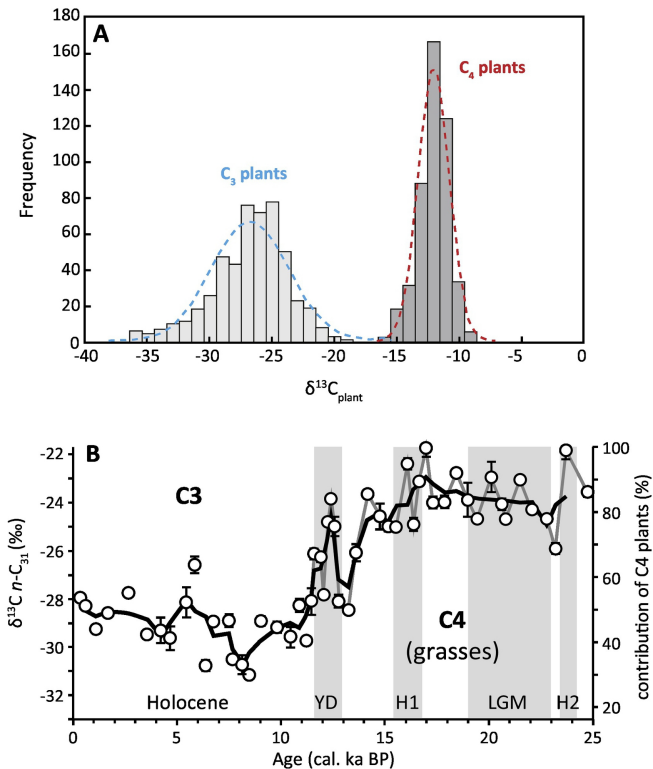 A
180
160
140
120
100
80
60
40
20
0
Frequency
C3 plants
C4 plants
-40 -35 -30 -25 -20 -15 -10 -5 0
δ¹³Cplant
B
-22
-24
-26
-28
-30
-32
δ¹³C n-C31 (‰)
C3
C4
(grasses)
Holocene YD H1 LGM H2
100
80
60
40
20
contribution of C4 plants (%)
0 5 10 15 20 25
Age (cal. ka BP)